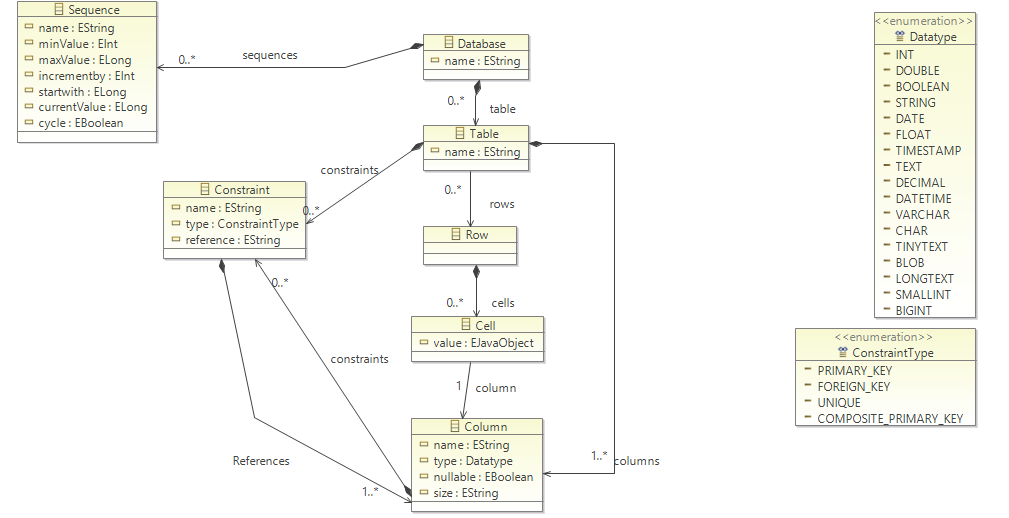 Sequence
name : EString
minValue : EInt
maxValue : ELong
incrementby : EInt
startwith : ELong
currentValue : ELong
cycle : EBoolean
0..*
sequences
Database
name : EString
0..*
table
Table
name : EString
constraints
0..*
Constraint
name : EString
type : ConstraintType
reference : EString
0..*
rows
Row
0..*
cells
Cell
value : EJavaObject
0..*
constraints
1
column
Column
name : EString
type : Datatype
nullable : EBoolean
size : EString
References
1..*
1..*
columns
<<enumeration>>
Datatype
INT
DOUBLE
BOOLEAN
STRING
DATE
FLOAT
TIMESTAMP
TEXT
DECIMAL
DATETIME
VARCHAR
CHAR
TINYTEXT
BLOB
LONGTEXT
SMALLINT
BIGINT
<<enumeration>>
ConstraintType
PRIMARY_KEY
FOREIGN_KEY
UNIQUE
COMPOSITE_PRIMARY_KEY